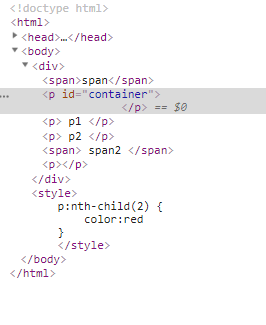 <!doctype html>
<html>
<head>…</head>
<body>
<div>
<span>span</span>
… <p id="container">
</p> == $0
<p> p1 </p>
<p> p2 </p>
<span> span2 </span>
<p></p>
</div>
<style>
p:nth-child(2) {
color:red
}
</style>
</body>
</html>